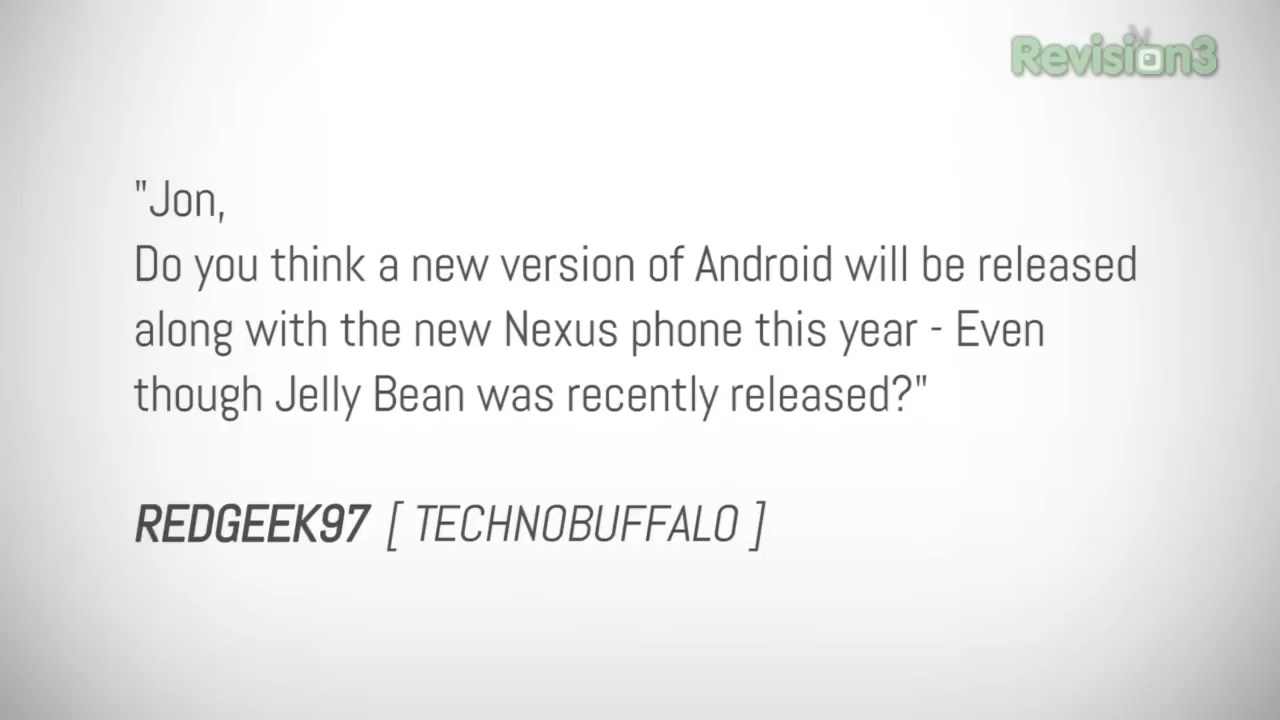 Revision3
"Jon,
Do you think a new version of Android will be released
along with the new Nexus phone this year - Even
though Jelly Bean was recently released?"
REDGEEK97 [ TECHNOBUFFALO ]